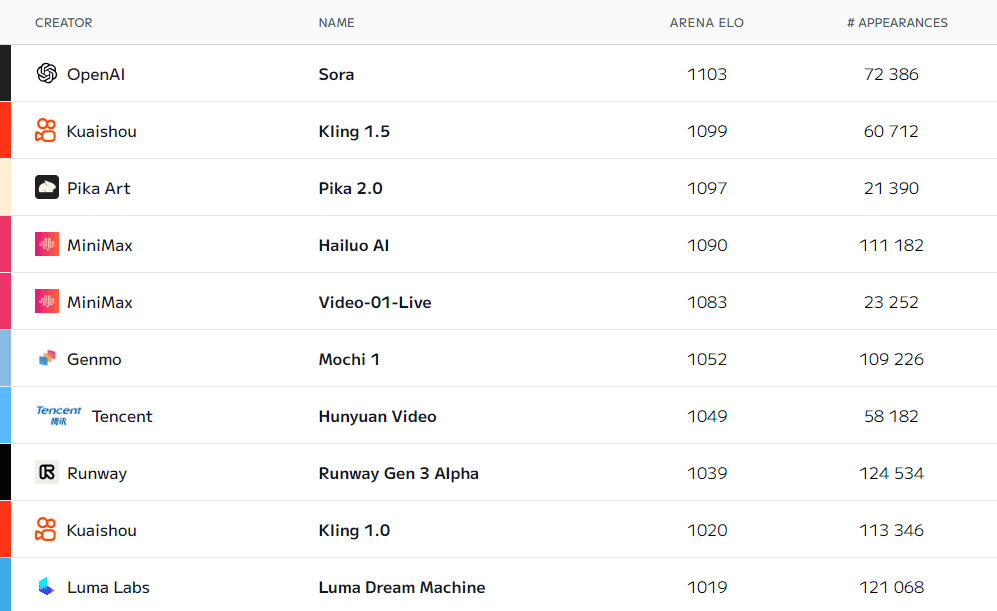 CREATOR NAME ARENA ELO # APPEARANCES
OpenAI Sora 1103 72 386
Kuaishou Kling 1.5 1099 60 712
Pika Art Pika 2.0 1097 21 390
MiniMax Hailuo AI 1090 111 182
MiniMax Video-01-Live 1083 23 252
Genmo Mochi 1 1052 109 226
Tencent 腾讯 Tencent Hunyuan Video 1049 58 182
Runway Runway Gen 3 Alpha 1039 124 534
Kuaishou Kling 1.0 1020 113 346
Luma Labs Luma Dream Machine 1019 121 068